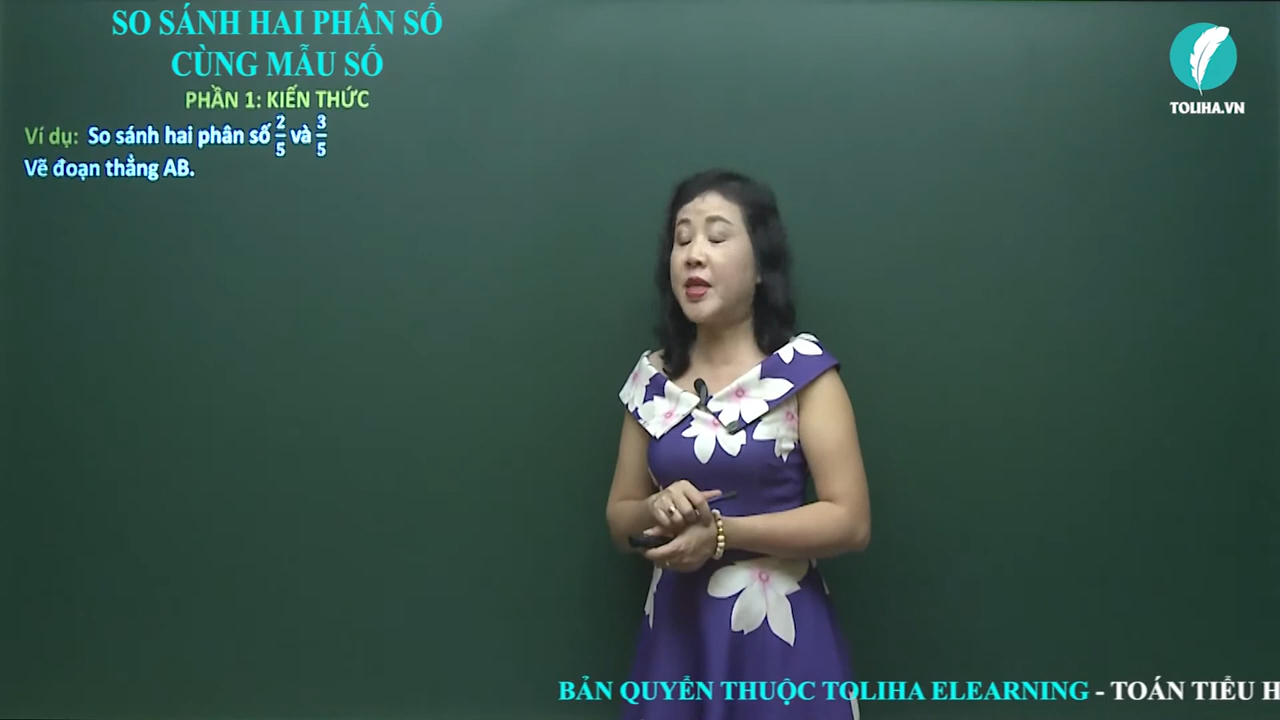 SO SÁNH HAI PHÂN SỐ
CÙNG MẪU SỐ
PHẦN 1: KIẾN THỨC
Ví dụ: So sánh hai phân số 2/5 và 3/5
Vẽ đoạn thẳng AB.
TOLIHA.VN
BẢN QUYỀN THUỘC TOLIHA ELEARNING - TOÁN TIỂU H